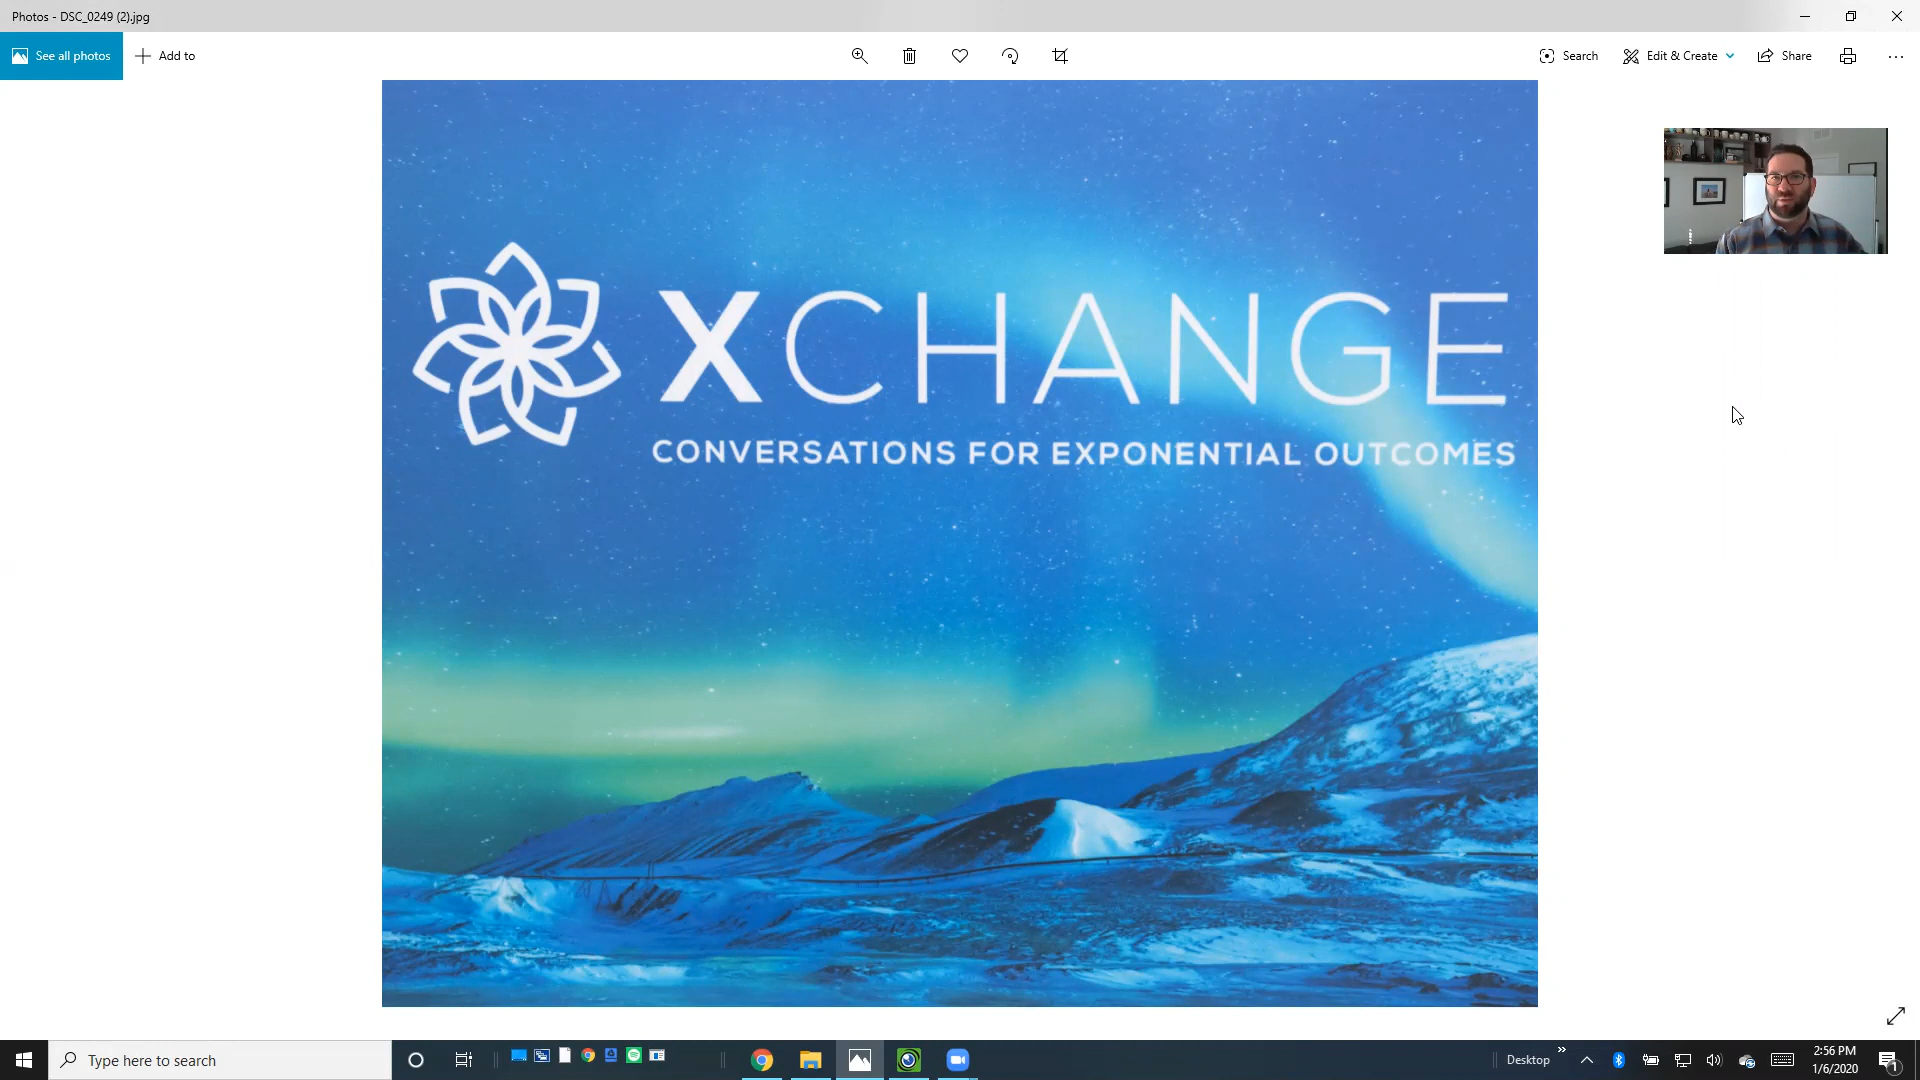 Photos - DSC_0249 (2).jpg
See all photos
Add to
Search
Edit & Create
Share
XCHANGE
CONVERSATIONS FOR EXPONENTIAL OUTCOMES
Type here to search
Desktop
2:56 PM
1/6/2020
1